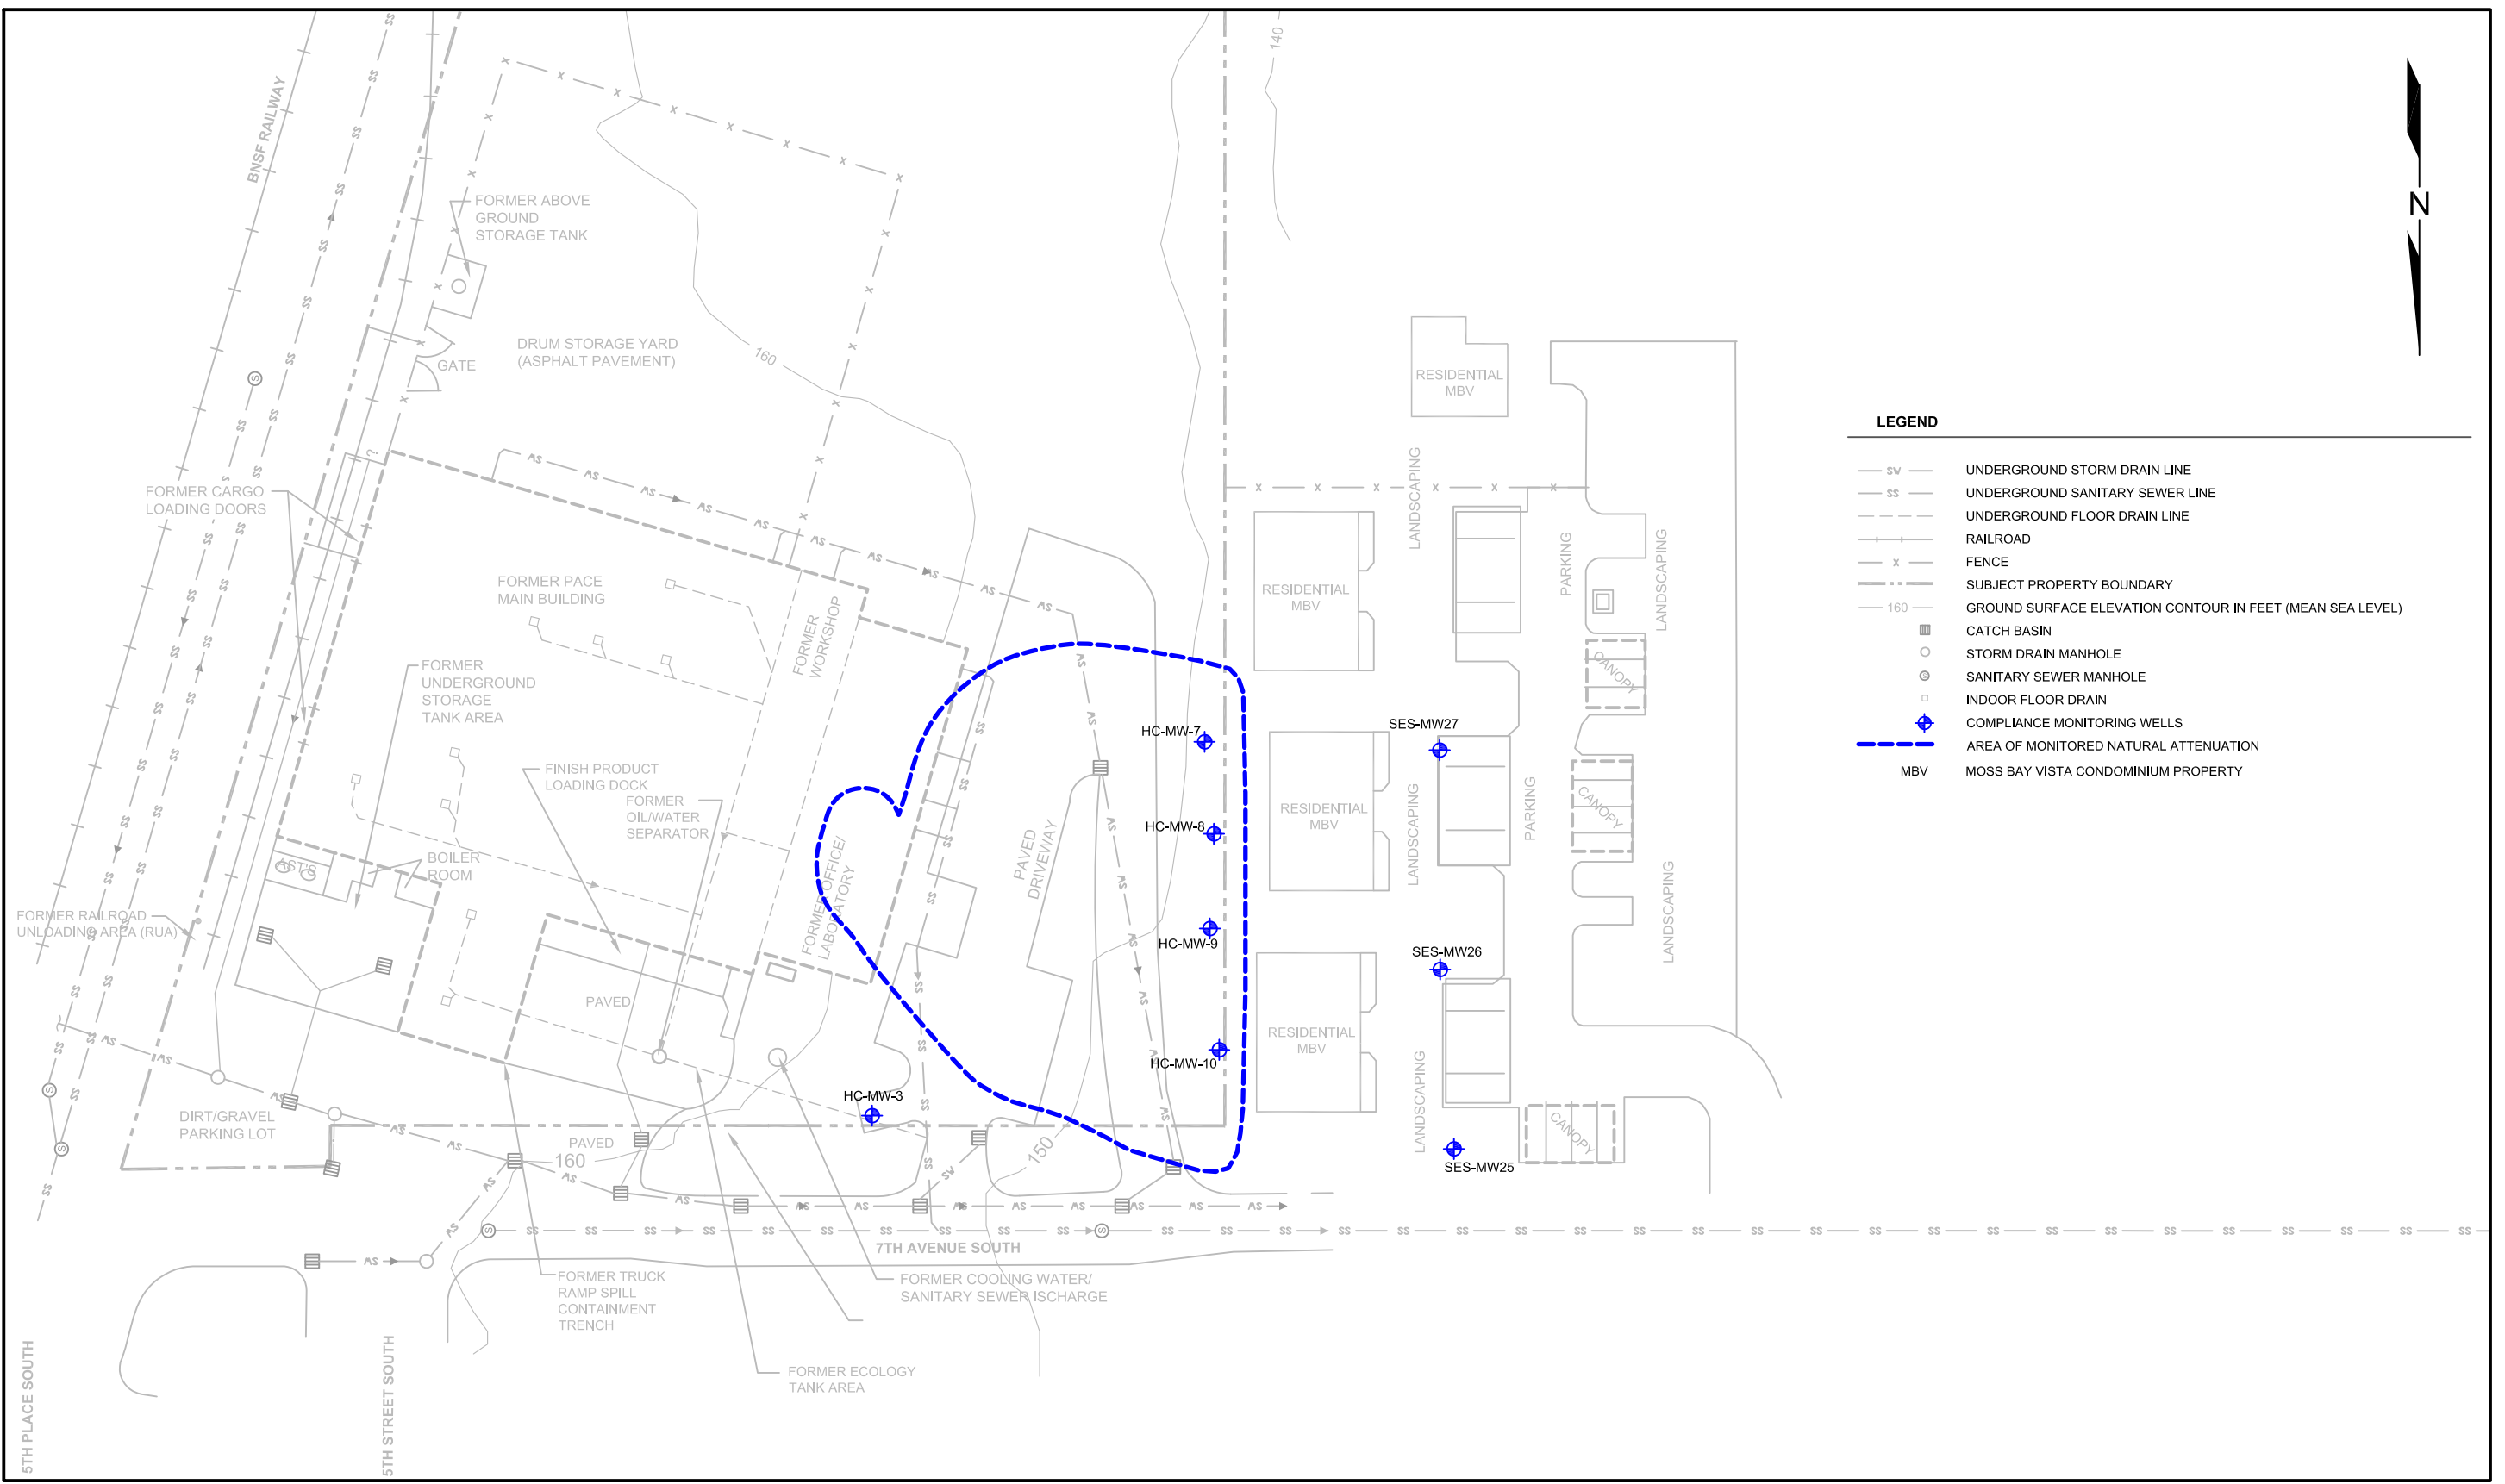 140
N
BNSF RAILWAY
FORMER ABOVE
GROUND
STORAGE TANK
DRUM STORAGE YARD
(ASPHALT PAVEMENT)
GATE
160
FORMER CARGO
LOADING DOORS
?
FORMER PACE
MAIN BUILDING
FORMER
WORKSHOP
FORMER
UNDERGROUND
STORAGE
TANK AREA
FINISH PRODUCT
LOADING DOCK
FORMER
OIL/WATER
SEPARATOR
BOILER
ROOM
AST'S
FORMER OFFICE/
LABORATORY
PAVED
DRIVEWAY
FORMER RAILROAD
UNLOADING AREA (RUA)
PAVED
DIRT/GRAVEL
PARKING LOT
PAVED
160
150
HC-MW-3
HC-MW-7
HC-MW-8
HC-MW-9
HC-MW-10
RESIDENTIAL
MBV
RESIDENTIAL
MBV
RESIDENTIAL
MBV
RESIDENTIAL
MBV
LANDSCAPING
LANDSCAPING
LANDSCAPING
PARKING
PARKING
LANDSCAPING
LANDSCAPING
CANOPY
CANOPY
CANOPY
SES-MW27
SES-MW26
SES-MW25
7TH AVENUE SOUTH
FORMER TRUCK
RAMP SPILL
CONTAINMENT
TRENCH
FORMER COOLING WATER/
SANITARY SEWER ISCHARGE
FORMER ECOLOGY
TANK AREA
5TH PLACE SOUTH
5TH STREET SOUTH
LEGEND
SW UNDERGROUND STORM DRAIN LINE
SS UNDERGROUND SANITARY SEWER LINE
UNDERGROUND FLOOR DRAIN LINE
RAILROAD
X FENCE
SUBJECT PROPERTY BOUNDARY
160 GROUND SURFACE ELEVATION CONTOUR IN FEET (MEAN SEA LEVEL)
CATCH BASIN
STORM DRAIN MANHOLE
S SANITARY SEWER MANHOLE
INDOOR FLOOR DRAIN
COMPLIANCE MONITORING WELLS
AREA OF MONITORED NATURAL ATTENUATION
MBV MOSS BAY VISTA CONDOMINIUM PROPERTY